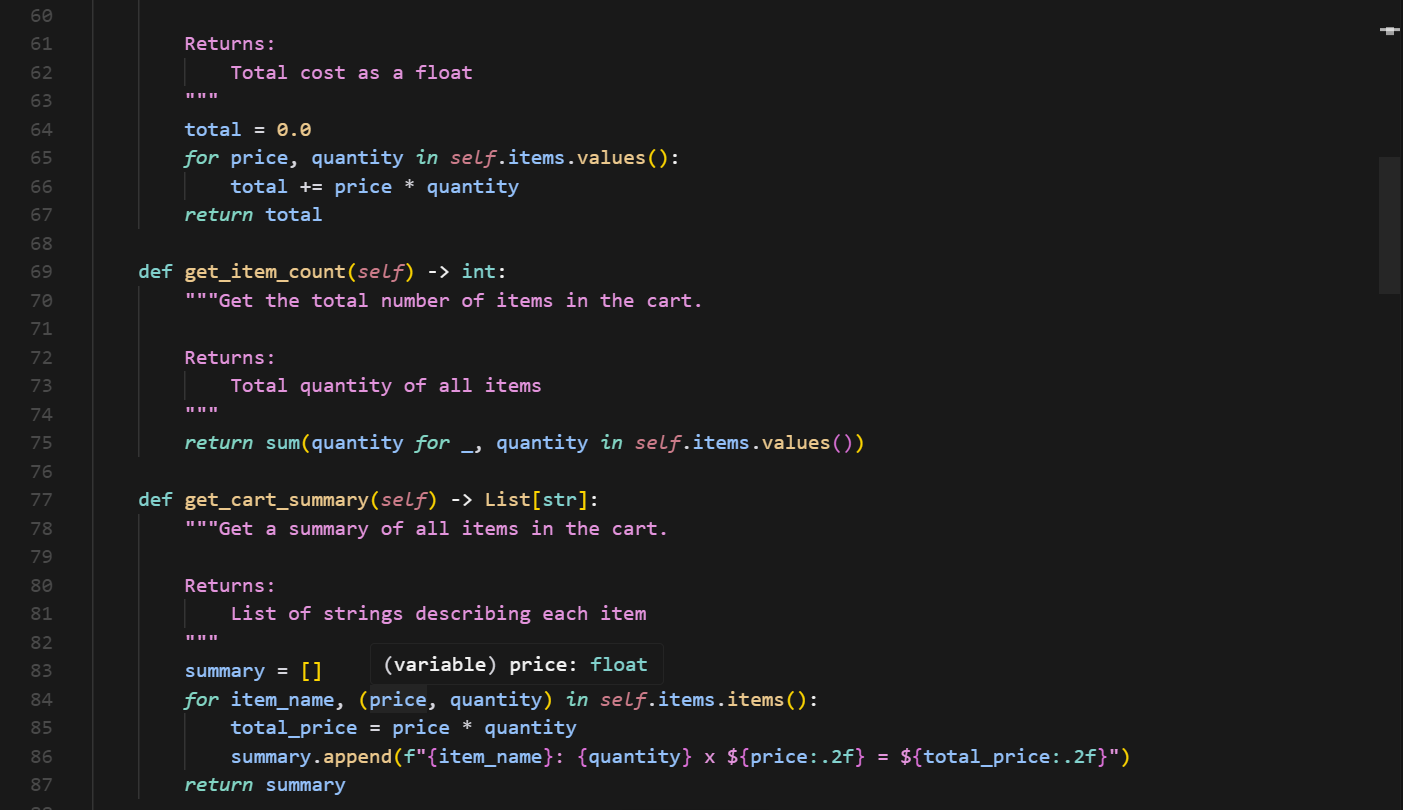 60
61 Returns:
62 Total cost as a float
63 """
64 total = 0.0
65 for price, quantity in self.items.values():
66 total += price * quantity
67 return total
68
69 def get_item_count(self) -> int:
70 """Get the total number of items in the cart.
71
72 Returns:
73 Total quantity of all items
74 """
75 return sum(quantity for _, quantity in self.items.values())
76
77 def get_cart_summary(self) -> List[str]:
78 """Get a summary of all items in the cart.
79
80 Returns:
81 List of strings describing each item
82 """
(variable) price: float
83 summary = []
84 for item_name, (price, quantity) in self.items.items():
85 total_price = price * quantity
86 summary.append(f"{item_name}: {quantity} x ${price:.2f} = ${total_price:.2f}")
87 return summary